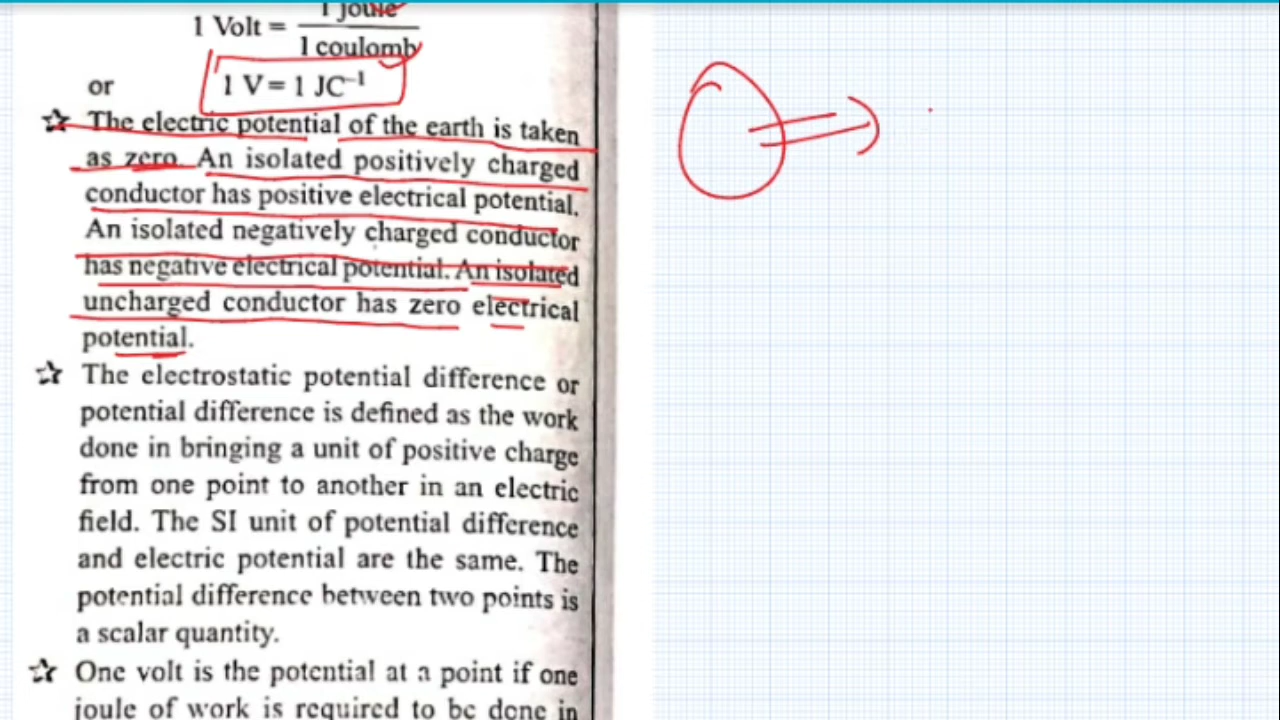 1 Volt = 1 joule / 1 coulomb
or 1 V = 1 JC⁻¹
☆ The electric potential of the earth is taken
as zero. An isolated positively charged
conductor has positive electrical potential.
An isolated negatively charged conductor
has negative electrical potential. An isolated
uncharged conductor has zero electrical
potential.
☆ The electrostatic potential difference or
potential difference is defined as the work
done in bringing a unit of positive charge
from one point to another in an electric
field. The SI unit of potential difference
and electric potential are the same. The
potential difference between two points is
a scalar quantity.
☆ One volt is the potential at a point if one
joule of work is required to be done in